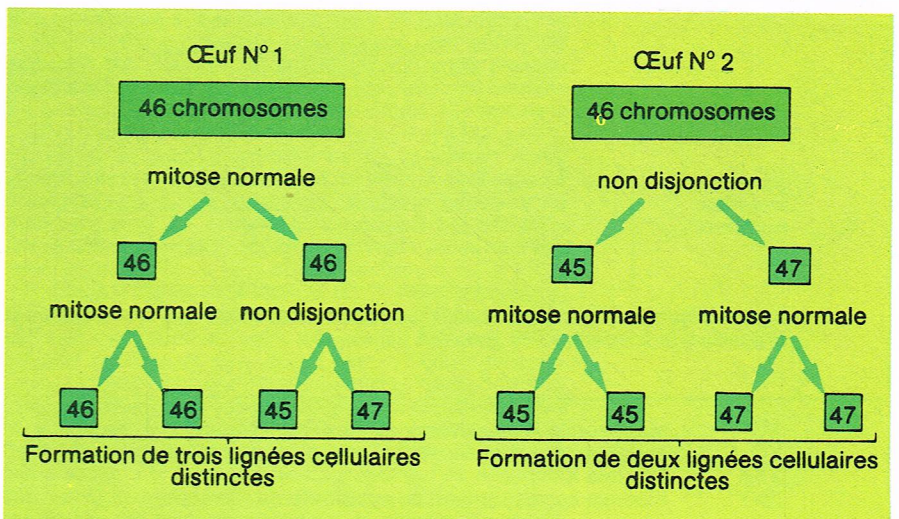 Œuf N° 1
46 chromosomes
mitose normale
46 46
mitose normale non disjonction
46 46 45 47
Formation de trois lignées cellulaires
distinctes
Œuf N° 2
46 chromosomes
non disjonction
45 47
mitose normale mitose normale
45 45 47 47
Formation de deux lignées cellulaires
distinctes